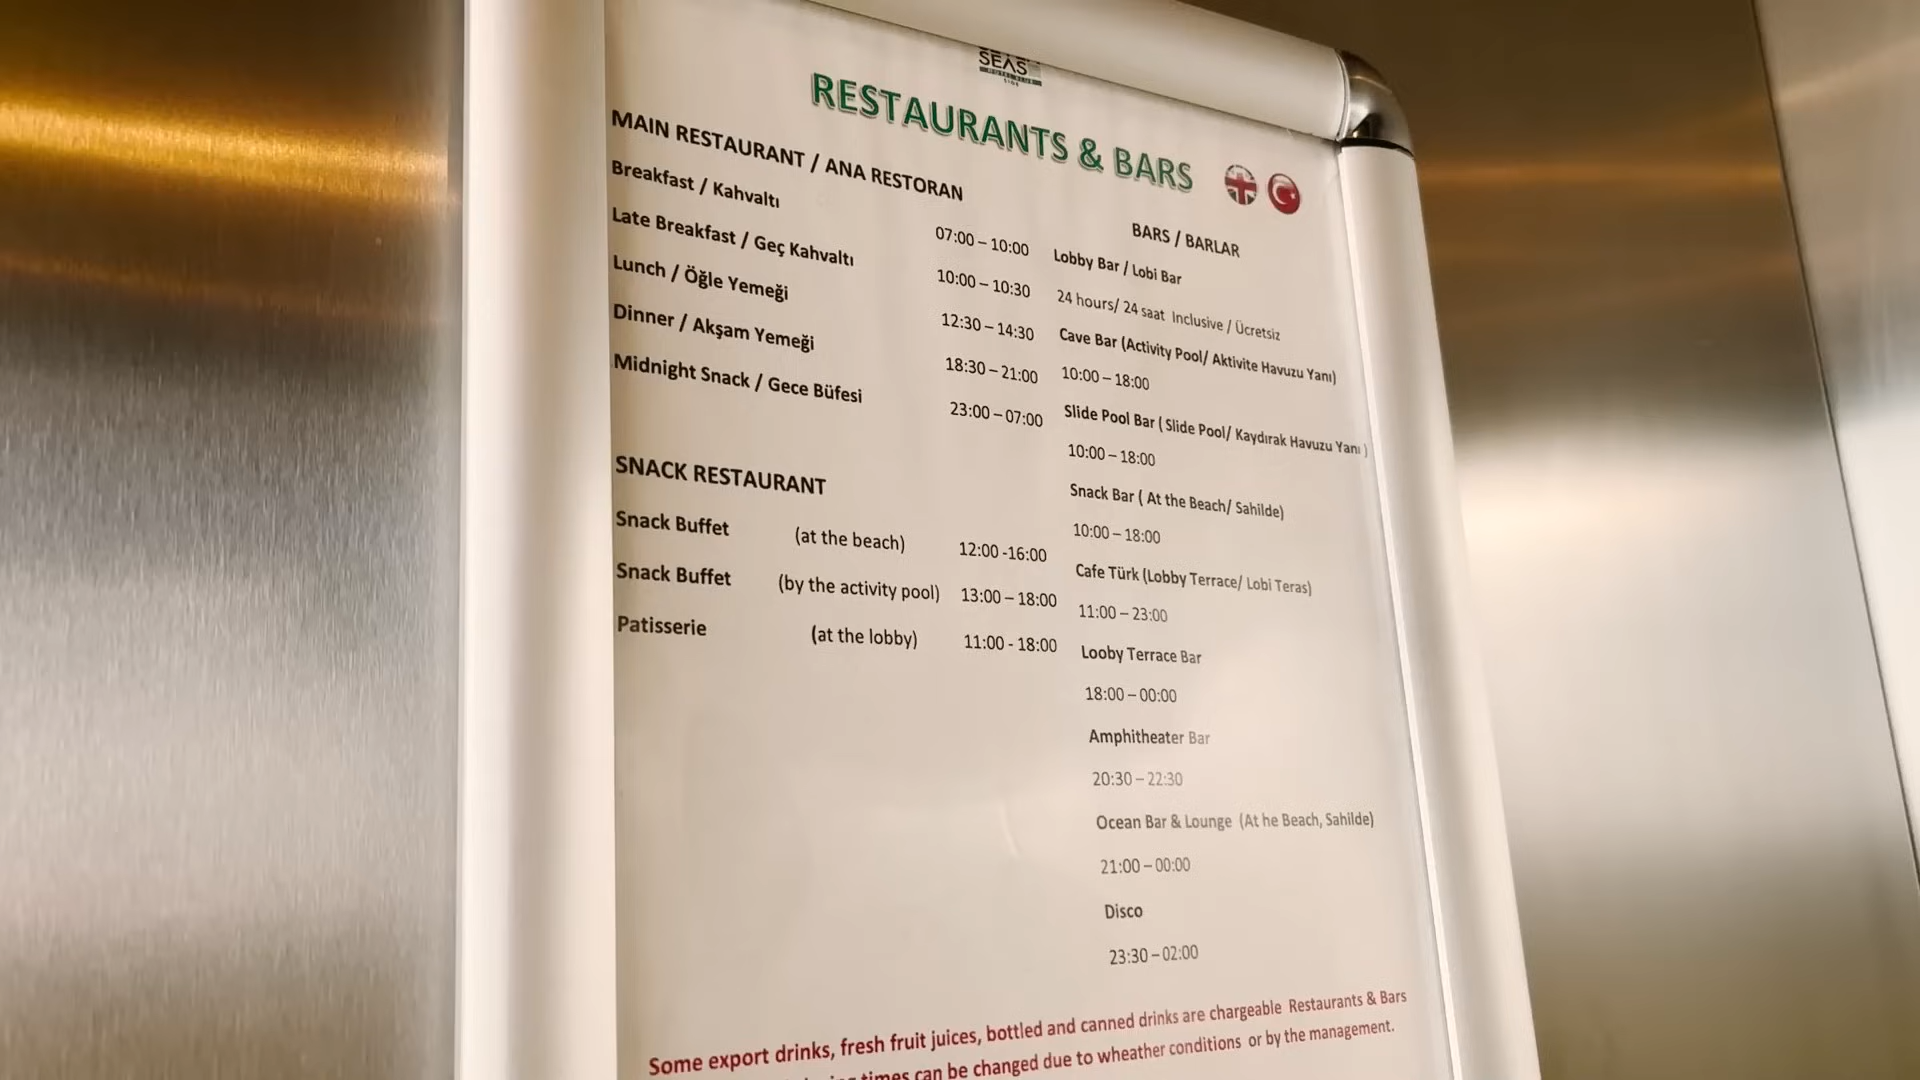 SEAS
RESTAURANTS & BARS
MAIN RESTAURANT / ANA RESTORAN
Breakfast / Kahvaltı 07:00 – 10:00
Late Breakfast / Geç Kahvaltı 10:00 – 10:30
Lunch / Öğle Yemeği 12:30 – 14:30
Dinner / Akşam Yemeği 18:30 – 21:00
Midnight Snack / Gece Büfesi 23:00 – 07:00
SNACK RESTAURANT
Snack Buffet (at the beach) 12:00 -16:00
Snack Buffet (by the activity pool) 13:00 – 18:00
Patisserie (at the lobby) 11:00 - 18:00
BARS / BARLAR
Lobby Bar / Lobi Bar
24 hours/ 24 saat Inclusive / Ücretsiz
Cave Bar (Activity Pool/ Aktivite Havuzu Yanı)
10:00 – 18:00
Slide Pool Bar ( Slide Pool/ Kaydırak Havuzu Yanı )
10:00 – 18:00
Snack Bar ( At the Beach/ Sahilde)
10:00 – 18:00
Cafe Türk (Lobby Terrace/ Lobi Teras)
11:00 – 23:00
Looby Terrace Bar
18:00 – 00:00
Amphitheater Bar
20:30 – 22:30
Ocean Bar & Lounge (At he Beach, Sahilde)
21:00 – 00:00
Disco
23:30 – 02:00
Some export drinks, fresh fruit juices, bottled and canned drinks are chargeable Restaurants & Bars
times can be changed due to wheather conditions or by the management.